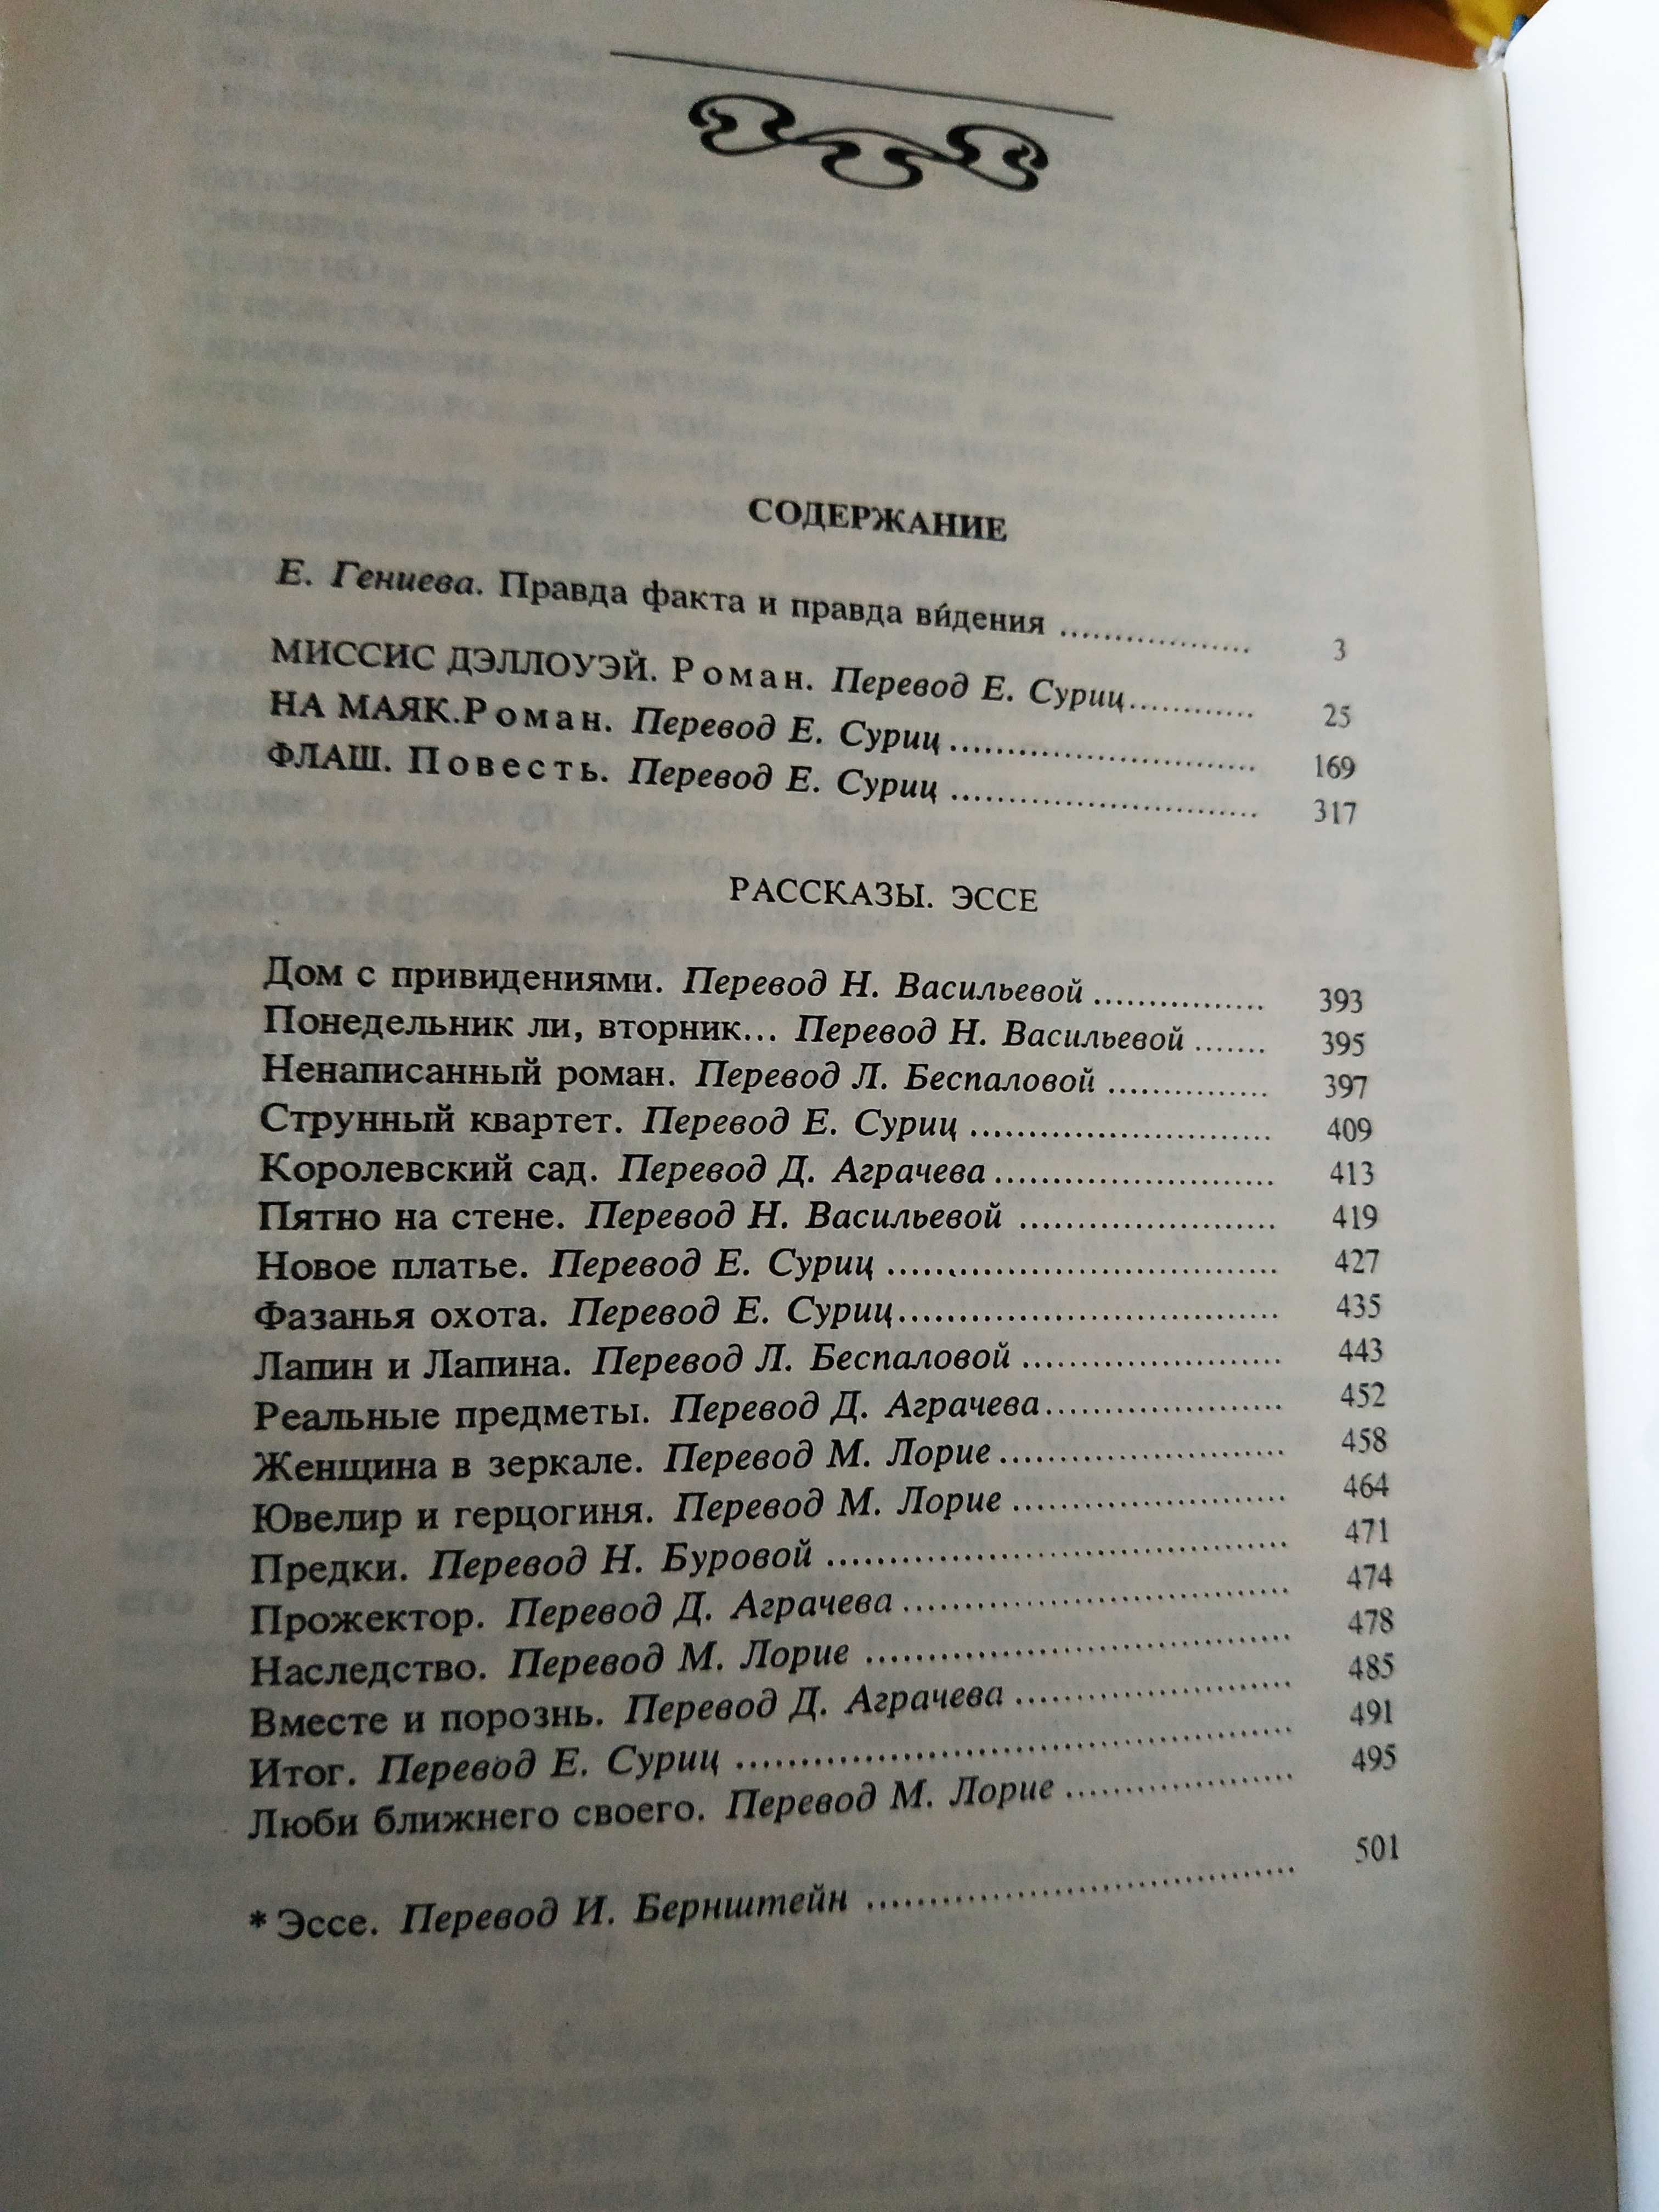 СОДЕРЖАНИЕ
Е. Гениева. Правда факта и правда ви́дения .................. 3
МИССИС ДЭЛЛОУЭЙ. Роман. Перевод Е. Суриц............ 25
НА МАЯК.Роман. Перевод Е. Суриц ............................. 169
ФЛАШ. Повесть. Перевод Е. Суриц ............................. 317
РАССКАЗЫ. ЭССЕ
Дом с привидениями. Перевод Н. Васильевой ................ 393
Понедельник ли, вторник... Перевод Н. Васильевой ....... 395
Ненаписанный роман. Перевод Л. Беспаловой ............... 397
Струнный квартет. Перевод Е. Суриц ............................ 409
Королевский сад. Перевод Д. Аграчева .......................... 413
Пятно на стене. Перевод Н. Васильевой ........................ 419
Новое платье. Перевод Е. Суриц .................................... 427
Фазанья охота. Перевод Е. Суриц................................... 435
Лапин и Лапина. Перевод Л. Беспаловой ....................... 443
Реальные предметы. Перевод Д. Аграчева...................... 452
Женщина в зеркале. Перевод М. Лорие .......................... 458
Ювелир и герцогиня. Перевод М. Лорие ......................... 464
Предки. Перевод Н. Буровой .......................................... 471
Прожектор. Перевод Д. Аграчева ................................... 474
Наследство. Перевод М. Лорие ...................................... 478
Вместе и порознь. Перевод Д. Аграчева ......................... 485
Итог. Перевод Е. Суриц .................................................. 491
Люби ближнего своего. Перевод М. Лорие ..................... 495
* Эссе. Перевод И. Бернштейн ....................................... 501